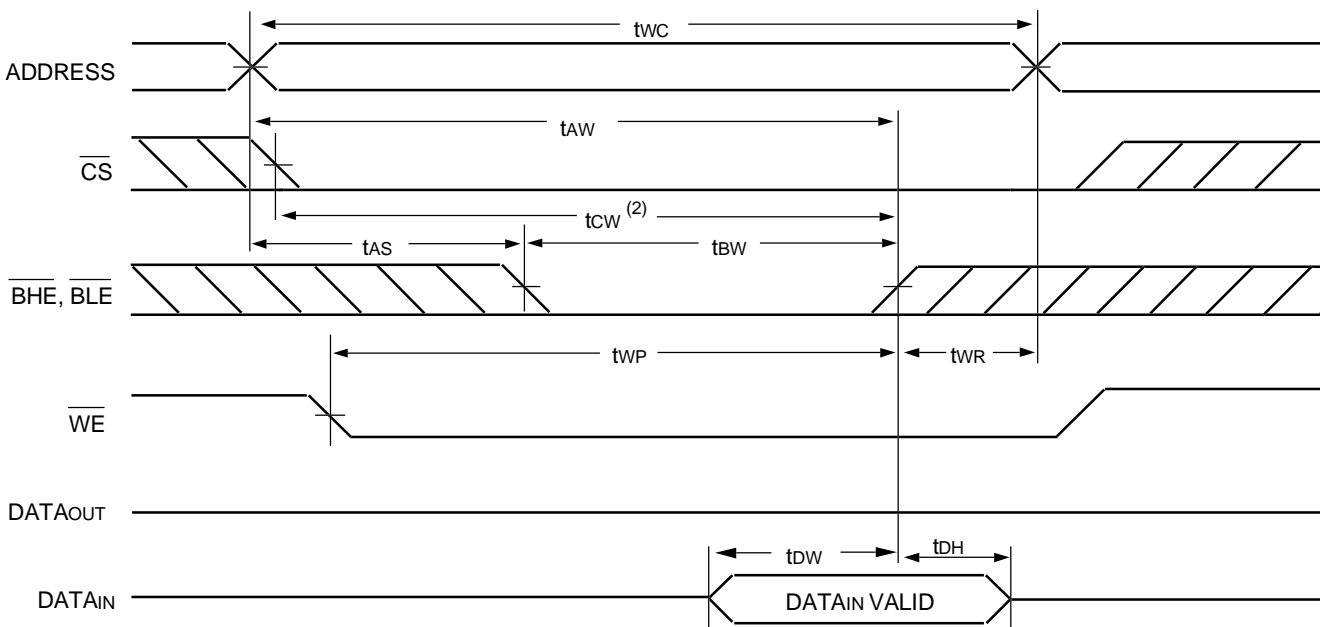 tWC
ADDRESS
tAW
CS
tCW (2)
tAS
tBW
BHE, BLE
tWP
tWR
WE
DATAOUT
tDW
tDH
DATAIN
DATAIN VALID